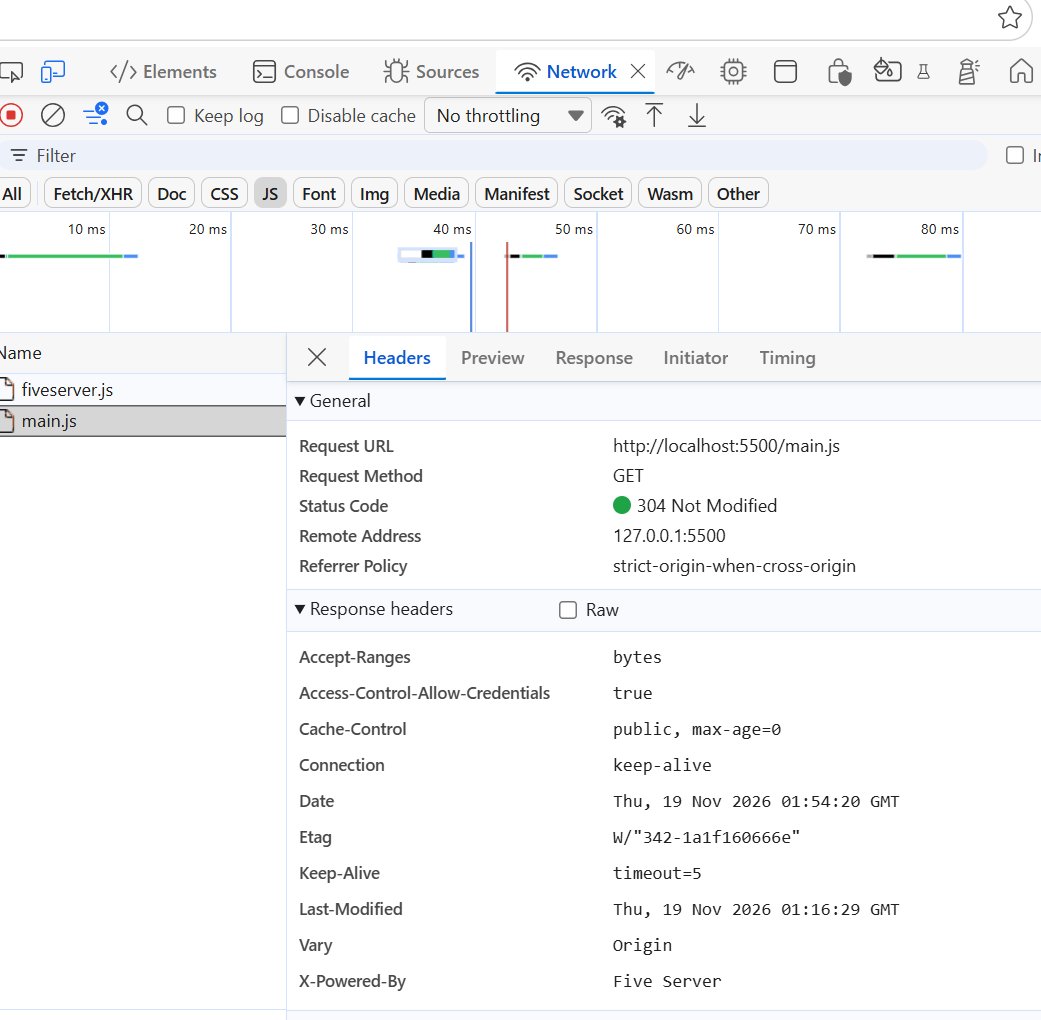 Elements Console Sources Network
Keep log Disable cache No throttling
Filter
All Fetch/XHR Doc CSS JS Font Img Media Manifest Socket Wasm Other
10 ms 20 ms 30 ms 40 ms 50 ms 60 ms 70 ms 80 ms
Name
Headers Preview Response Initiator Timing
fiveserver.js
main.js
General
Request URL http://localhost:5500/main.js
Request Method GET
Status Code 304 Not Modified
Remote Address 127.0.0.1:5500
Referrer Policy strict-origin-when-cross-origin
Response headers Raw
Accept-Ranges bytes
Access-Control-Allow-Credentials true
Cache-Control public, max-age=0
Connection keep-alive
Date Thu, 19 Nov 2026 01:54:20 GMT
Etag W/"342-1a1f160666e"
Keep-Alive timeout=5
Last-Modified Thu, 19 Nov 2026 01:16:29 GMT
Vary Origin
X-Powered-By Five Server